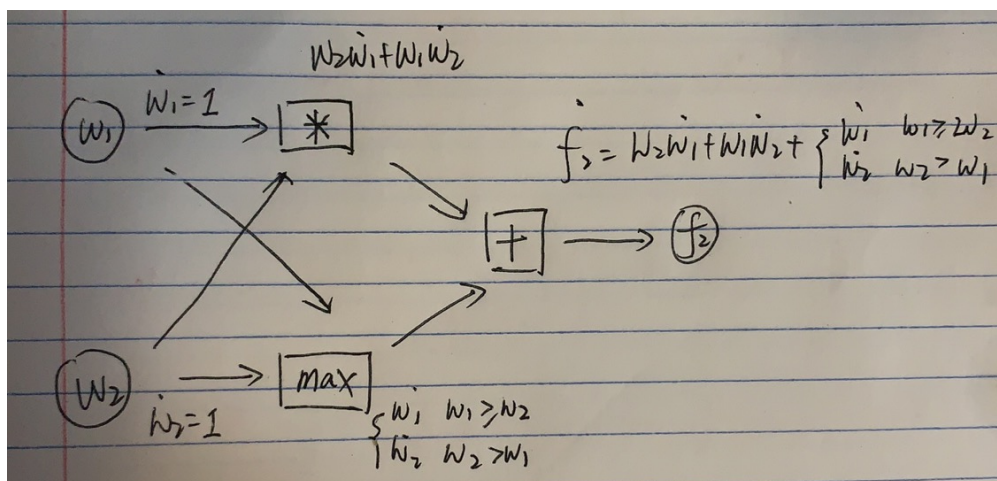 w₂ẇ₁+w₁ẇ₂
w₁ ẇ₁=1 *
ḟ₂ = w₂ẇ₁+w₁ẇ₂+ { ẇ₁ w₁≥w₂
ẇ₂ w₂>w₁
+ f₂
w₂ ẇ₂=1 max
{ ẇ₁ w₁≥w₂
ẇ₂ w₂>w₁